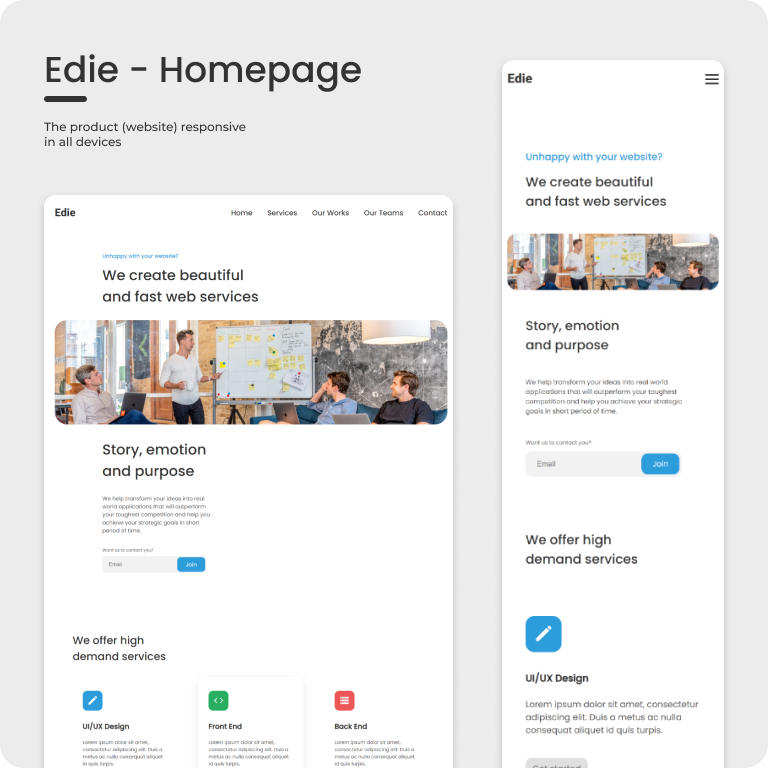 Edie - Homepage
The product (website) responsive
in all devices
Edie
Home Services Our Works Our Teams Contact
Unhappy with your website?
We create beautiful
and fast web services
Story, emotion
and purpose
We help transform your ideas into real
world applications that will outperform
your toughest competition and help you
achieve your strategic goals in short
period of time.
Want us to contact you?
Email Join
We offer high
demand services
UI/UX Design
Lorem ipsum dolor sit amet,
consectetur adipiscing elit. Duis a
metus ac nulla consequat aliquet
id quis turpis.
Front End
Lorem ipsum dolor sit amet,
consectetur adipiscing elit. Duis a
metus ac nulla consequat aliquet
id quis turpis.
Back End
Lorem ipsum dolor sit amet,
consectetur adipiscing elit. Duis a
metus ac nulla consequat aliquet
id quis turpis.
Edie
Unhappy with your website?
We create beautiful
and fast web services
Story, emotion
and purpose
We help transform your ideas into real world
applications that will outperform your toughest
competition and help you achieve your strategic
goals in short period of time.
Want us to contact you?
Email Join
We offer high
demand services
UI/UX Design
Lorem ipsum dolor sit amet, consectetur
adipiscing elit. Duis a metus ac nulla
consequat aliquet id quis turpis.
Get started